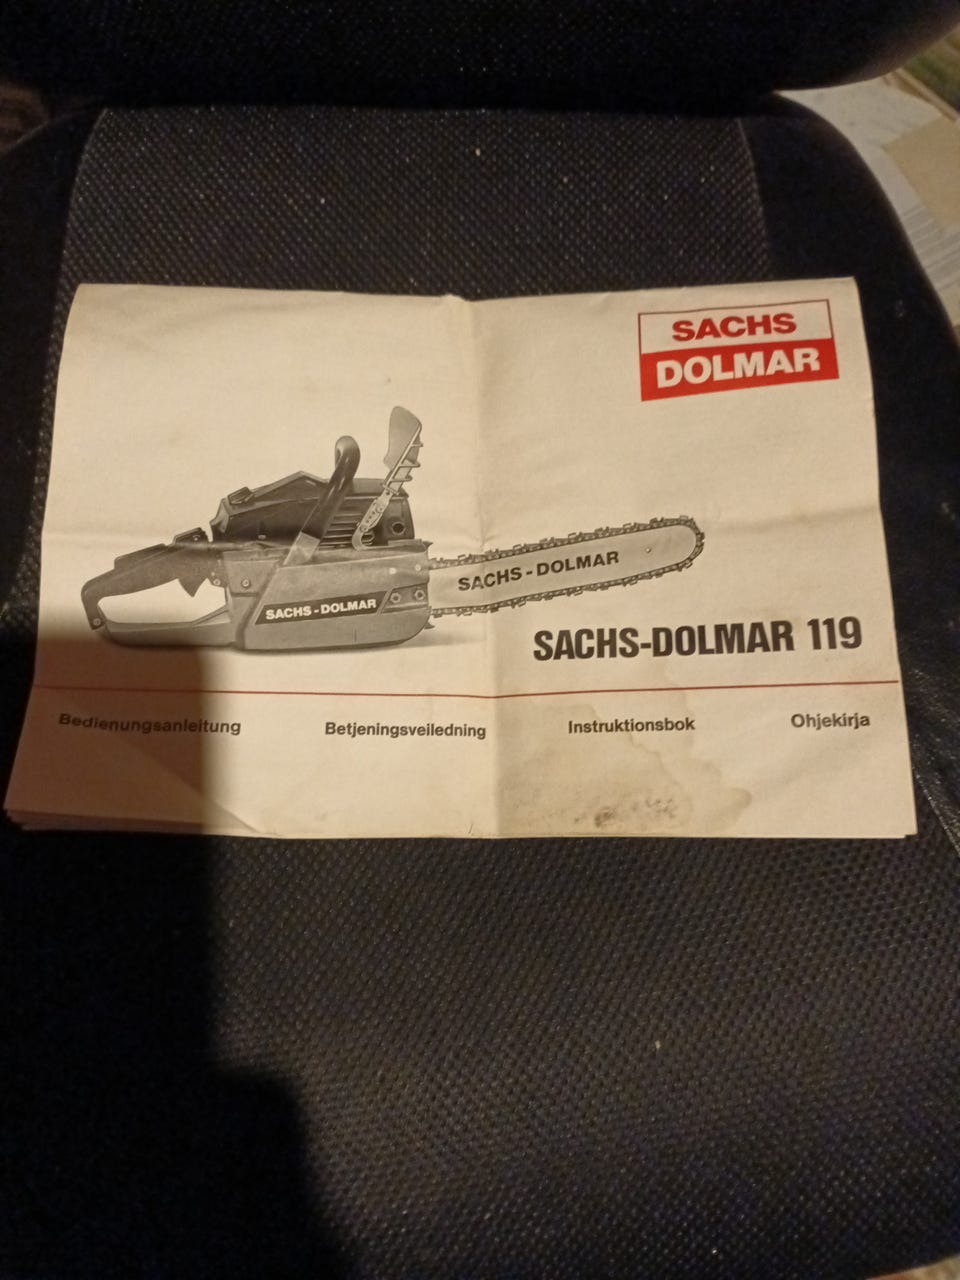 SACHS
DOLMAR
SACHS-DOLMAR
SACHS-DOLMAR
SACHS-DOLMAR 119
Bedienungsanleitung Betjeningsveiledning Instruktionsbok Ohjekirja